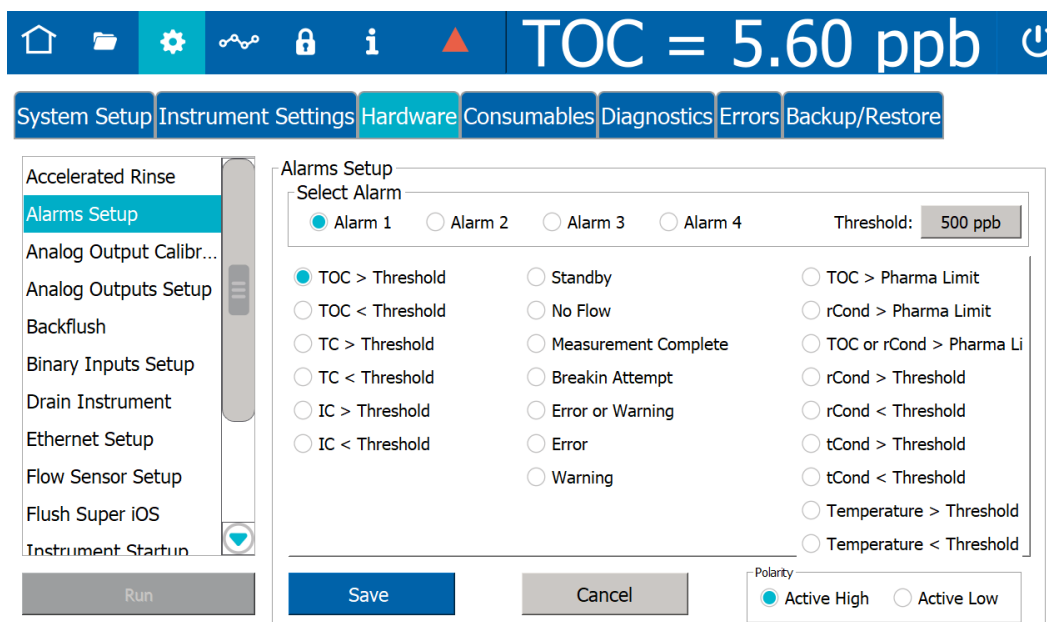 TOC = 5.60 ppb
System Setup Instrument Settings Hardware Consumables Diagnostics Errors Backup/Restore
Accelerated Rinse
Alarms Setup
Analog Output Calibr...
Analog Outputs Setup
Backflush
Binary Inputs Setup
Drain Instrument
Ethernet Setup
Flow Sensor Setup
Flush Super iOS
Instrument Startup
Run
Alarms Setup
Select Alarm
Alarm 1 Alarm 2 Alarm 3 Alarm 4 Threshold: 500 ppb
TOC > Threshold
TOC < Threshold
TC > Threshold
TC < Threshold
IC > Threshold
IC < Threshold
Standby
No Flow
Measurement Complete
Breakin Attempt
Error or Warning
Error
Warning
TOC > Pharma Limit
rCond > Pharma Limit
TOC or rCond > Pharma Li
rCond > Threshold
rCond < Threshold
tCond > Threshold
tCond < Threshold
Temperature > Threshold
Temperature < Threshold
Save Cancel
Polarity
Active High Active Low